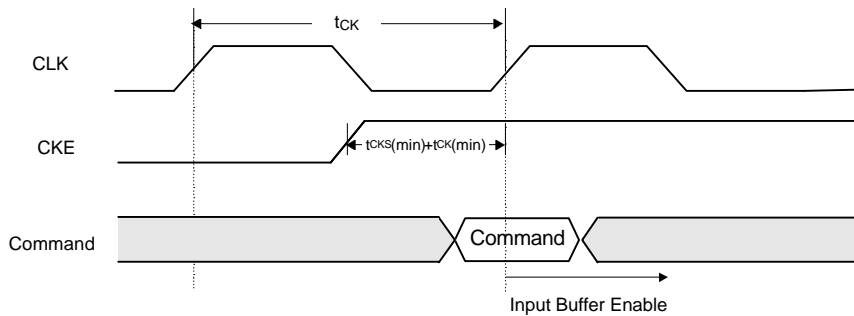 tCK
CLK
CKE
tCKS(min)+tCK(min)
Command
Command
Input Buffer Enable